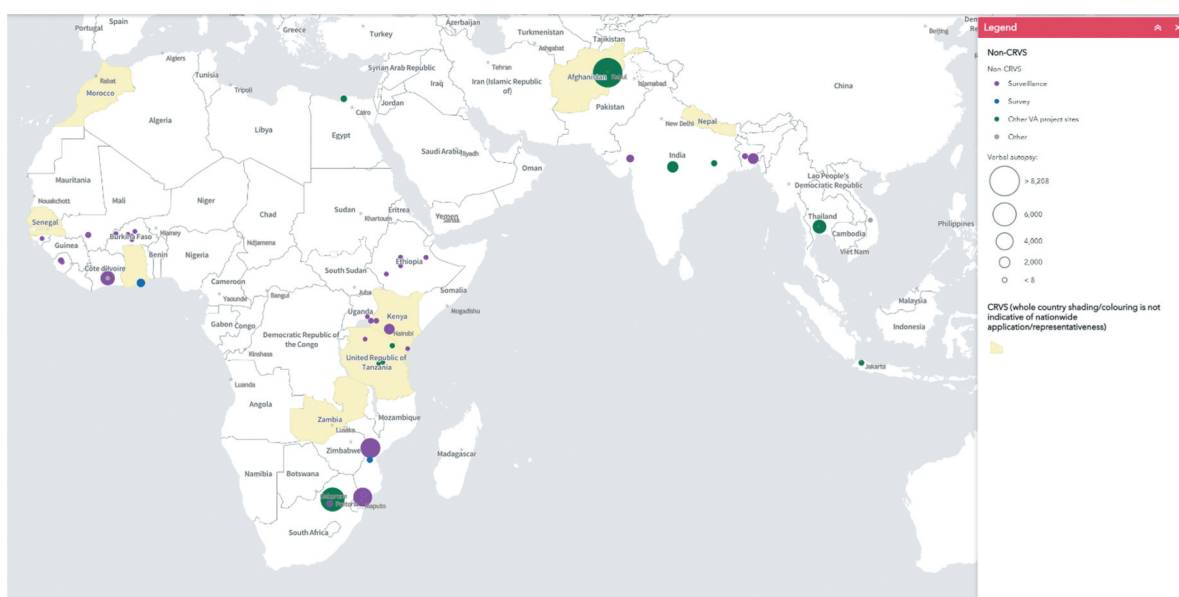 Portugal
Spain
Greece
Turkey
Azerbaijan
Turkmenistan
Tajikistan
Beijing
Algiers
Ashgabat
Tunisia
Syrian Arab Republic
Tehran
Afghanistan
Kabul
Rabat
Tripoli
Iraq
Iran (Islamic Republic
of)
Islamabad
Morocco
Jordan
China
Cairo
Pakistan
Algeria
Libya
Egypt
New Delhi
Nepal
Saudi Arabia
Riyadh
India
Oman
Mauritania
Lao People's
Democratic Republic
Nouakchott
Mali
Niger
Sudan
Eritrea
Yemen
Sanaa
Chad
Khartoum
Thailand
Philippines
Senegal
Niamey
Burkina Faso
Cambodia
Guinea
Ndjamena
Viet Nam
Benin
Nigeria
Ethiopia
Côte dIvoire
South Sudan
Cameroon
Somalia
Malaysia
Yaounde
Bangui
Juba
Mogadishu
Uganda
Kenya
Indonesia
Gabon
Congo
Democratic Republic of
the Congo
Nairobi
Kinshasa
United Republic of
Tanzania
Jakarta
Luanda
Angola
Zambia
Mozambique
Lusaka
Zimbabwe
Madagascar
Namibia
Botswana
Gaborone
Maputo
South Africa
Legend
Non-CRVS
Non-CRVS
Surveillance
Survey
Other VA project sites
Other
Verbal autopsy:
> 8,208
6,000
4,000
2,000
< 8
CRVS (whole country shading/colouring is not
indicative of nationwide
application/representativeness)